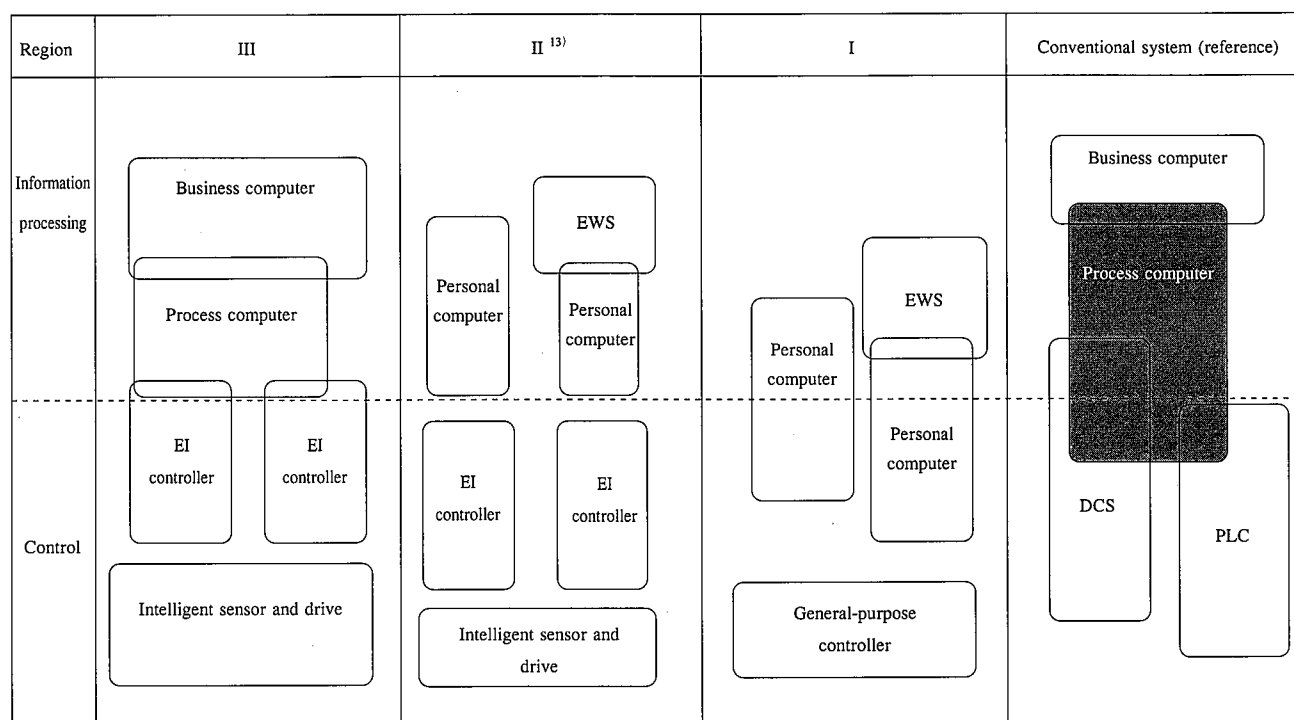 Region
III
II 13)
I
Conventional system (reference)
Information
processing
Business computer
Process computer
EI
controller
EI
controller
Intelligent sensor and drive
EWS
Personal
computer
Personal
computer
EI
controller
EI
controller
Intelligent sensor and
drive
EWS
Personal
computer
Personal
computer
General-purpose
controller
Business computer
Process computer
DCS
PLC
Control